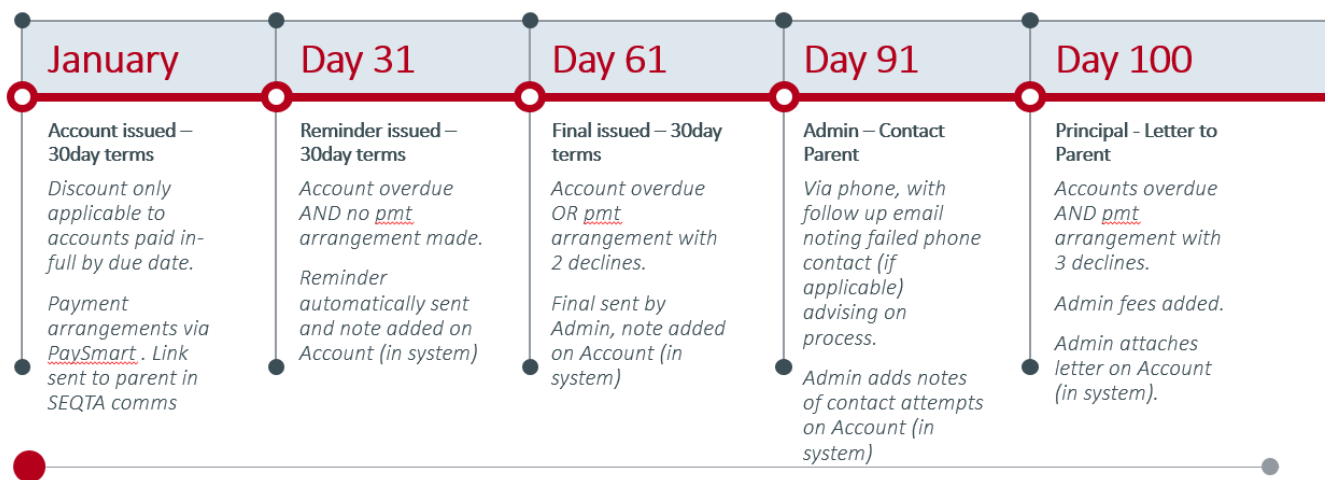 January
Account issued – 
30day terms
Discount only
applicable to
accounts paid in-
full by due date.
Payment
arrangements via
PaySmart . Link
sent to parent in
SEQTA comms
Day 31
Reminder issued –
30day terms
Account overdue
AND no pmt
arrangement made.
Reminder
automatically sent
and note added on
Account (in system)
Day 61
Final issued – 30day
terms
Account overdue
OR pmt
arrangement with
2 declines.
Final sent by
Admin, note added
on Account (in
system)
Day 91
Admin – Contact
Parent
Via phone, with
follow up email
noting failed phone
contact (if
applicable)
advising on
process.
Admin adds notes
of contact attempts
on Account (in
system)
Day 100
Principal - Letter to
Parent
Accounts overdue
AND pmt
arrangement with
3 declines.
Admin fees added.
Admin attaches
letter on Account
(in system).